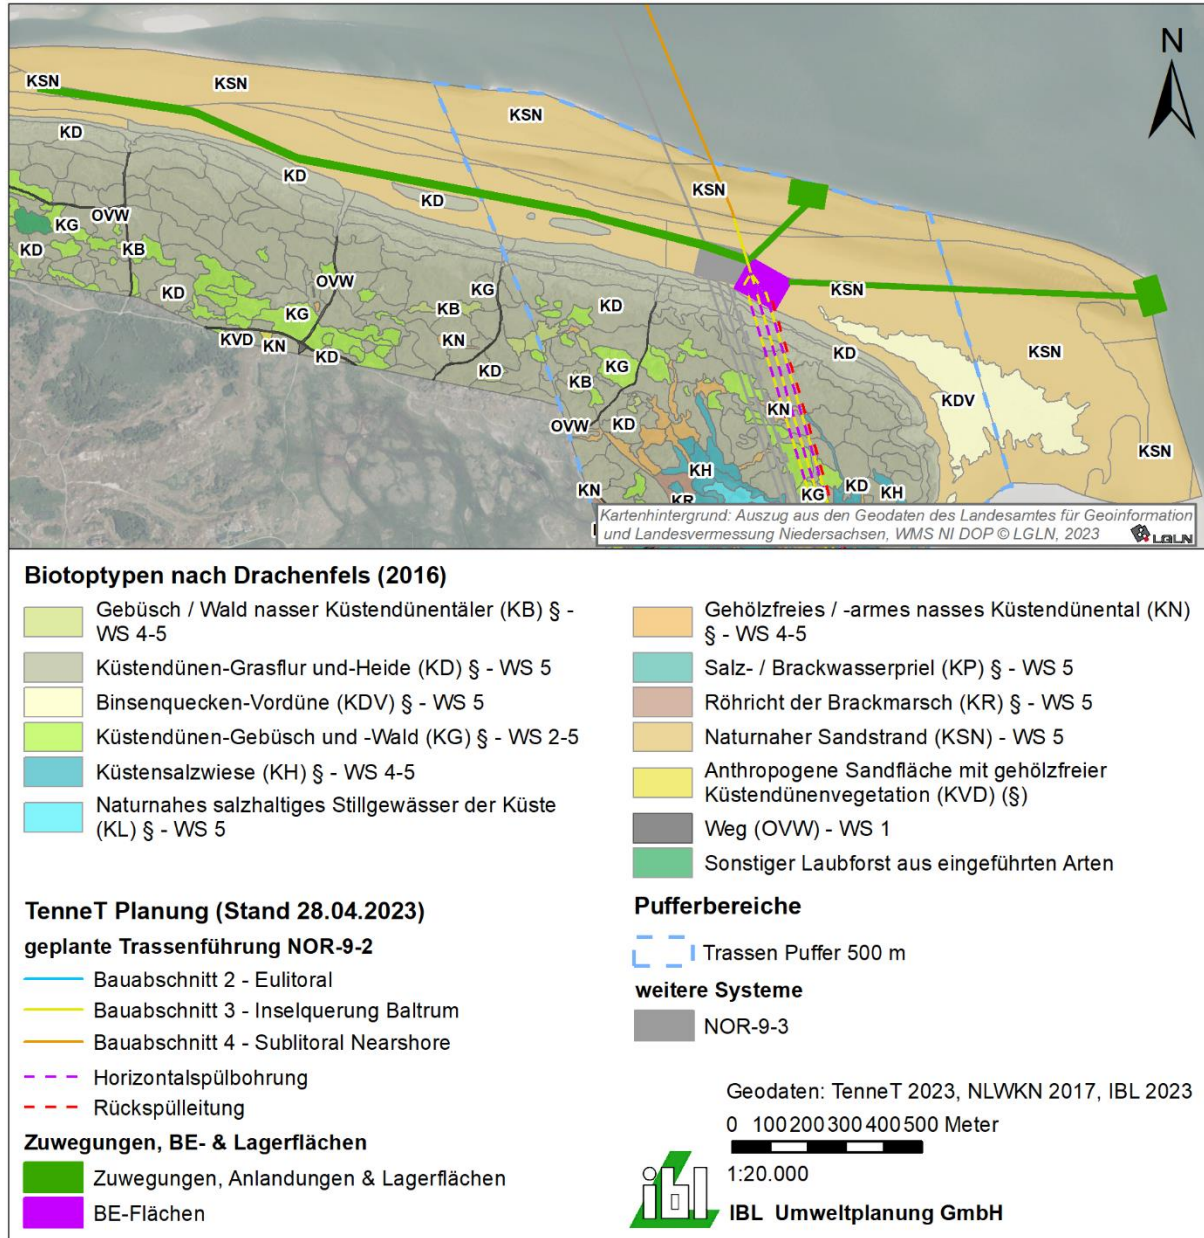 N
KSN
KSN
KSN
KD
KD
KSN
KD
OVW
KG
KD
KB
KG
OVW
KD
KSN
KD
KB
KG
KVD
KN
KN
KD
KD
KG
KD
KSN
KB
KDV
KN
OVW
KD
KSN
KH
KN
KR
KG
KD
KH
Kartenhintergrund: Auszug aus den Geodaten des Landesamtes für Geoinformation
und Landesvermessung Niedersachsen, WMS NI DOP © LGLN, 2023
LGLN
Biotoptypen nach Drachenfels (2016)
Gebüsch / Wald nasser Küstendünentäler (KB) § -
WS 4-5
Küstendünen-Grasflur und-Heide (KD) § - WS 5
Binsenquecken-Vordüne (KDV) § - WS 5
Küstendünen-Gebüsch und -Wald (KG) § - WS 2-5
Küstensalzwiese (KH) § - WS 4-5
Naturnahes salzhaltiges Stillgewässer der Küste
(KL) § - WS 5
Gehölzfreies / -armes nasses Küstendünental (KN)
§ - WS 4-5
Salz- / Brackwasserpriel (KP) § - WS 5
Röhricht der Brackmarsch (KR) § - WS 5
Naturnaher Sandstrand (KSN) - WS 5
Anthropogene Sandfläche mit gehölzfreier
Küstendünenvegetation (KVD) (§)
Weg (OVW) - WS 1
Sonstiger Laubforst aus eingeführten Arten
TenneT Planung (Stand 28.04.2023)
geplante Trassenführung NOR-9-2
Bauabschnitt 2 - Eulitoral
Bauabschnitt 3 - Inselquerung Baltrum
Bauabschnitt 4 - Sublitoral Nearshore
Horizontalspülbohrung
Rückspülleitung
Zuwegungen, BE- & Lagerflächen
Zuwegungen, Anlandungen & Lagerflächen
BE-Flächen
Pufferbereiche
Trassen Puffer 500 m
weitere Systeme
NOR-9-3
Geodaten: TenneT 2023, NLWKN 2017, IBL 2023
0 100 200 300 400 500 Meter
1:20.000
ibl
IBL Umweltplanung GmbH